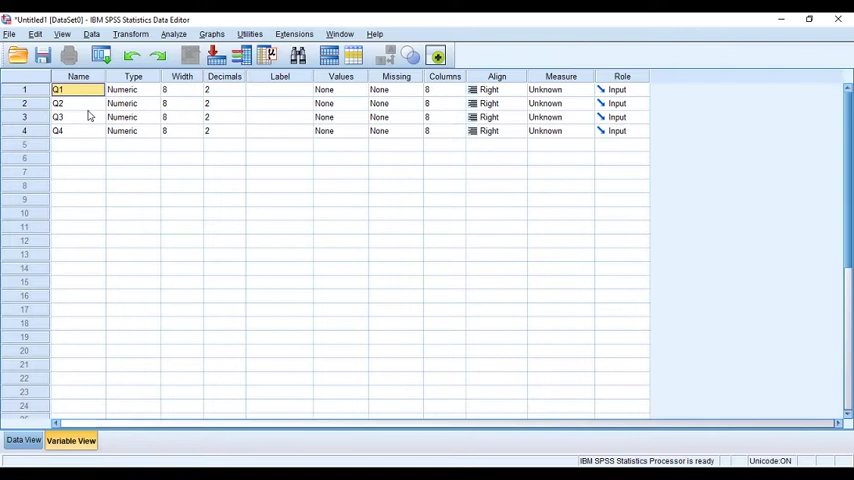 *Untitled1 [DataSet0] - IBM SPSS Statistics Data Editor
File Edit View Data Transform Analyze Graphs Utilities Extensions Window Help
Name Type Width Decimals Label Values Missing Columns Align Measure Role
1 Q1 Numeric 8 2 None None 8 Right Unknown Input
2 Q2 Numeric 8 2 None None 8 Right Unknown Input
3 Q3 Numeric 8 2 None None 8 Right Unknown Input
4 Q4 Numeric 8 2 None None 8 Right Unknown Input
5
6
7
8
9
10
11
12
13
14
15
16
17
18
19
20
21
22
23
24
Data View Variable View
IBM SPSS Statistics Processor is ready Unicode:ON